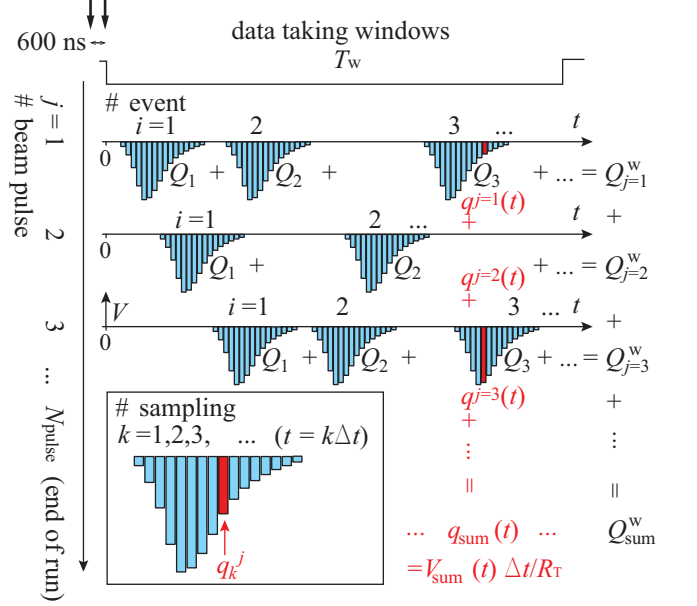 600 ns
data taking windows
T_W
# beam pulse
j = 1
# event
i =1 2 3 ... t
0
Q_1 + Q_2 + Q_3 + ... = Q^w_{j=1}
q^{j=1}(t)
+ +
2
i=1 2 ... t
0
Q_1 + Q_2 + ... = Q^w_{j=2}
q^{j=2}(t)
+ +
3
V
i=1 2 3 ... t
0
Q_1 + Q_2 + Q_3 + ... = Q^w_{j=3}
q^{j=3}(t)
+ +
... ...
= =
... N_pulse (end of run)
# sampling
k =1,2,3, ... (t = kΔt)
q_k^j
... q_sum (t) ... Q^w_sum
=V_sum (t) Δt/R_T